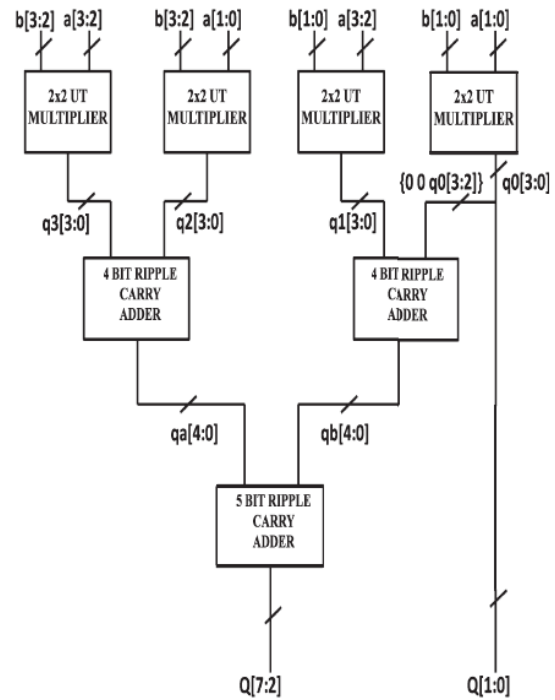 b[3:2] a[3:2] b[3:2] a[1:0] b[1:0] a[3:2] b[1:0] a[1:0]
2x2 UT
MULTIPLIER
2x2 UT
MULTIPLIER
2x2 UT
MULTIPLIER
2x2 UT
MULTIPLIER
q3[3:0] q2[3:0] q1[3:0] {0 0 q0[3:2]} q0[3:0]
4 BIT RIPPLE
CARRY
ADDER
4 BIT RIPPLE
CARRY
ADDER
qa[4:0] qb[4:0]
5 BIT RIPPLE
CARRY
ADDER
Q[7:2] Q[1:0]